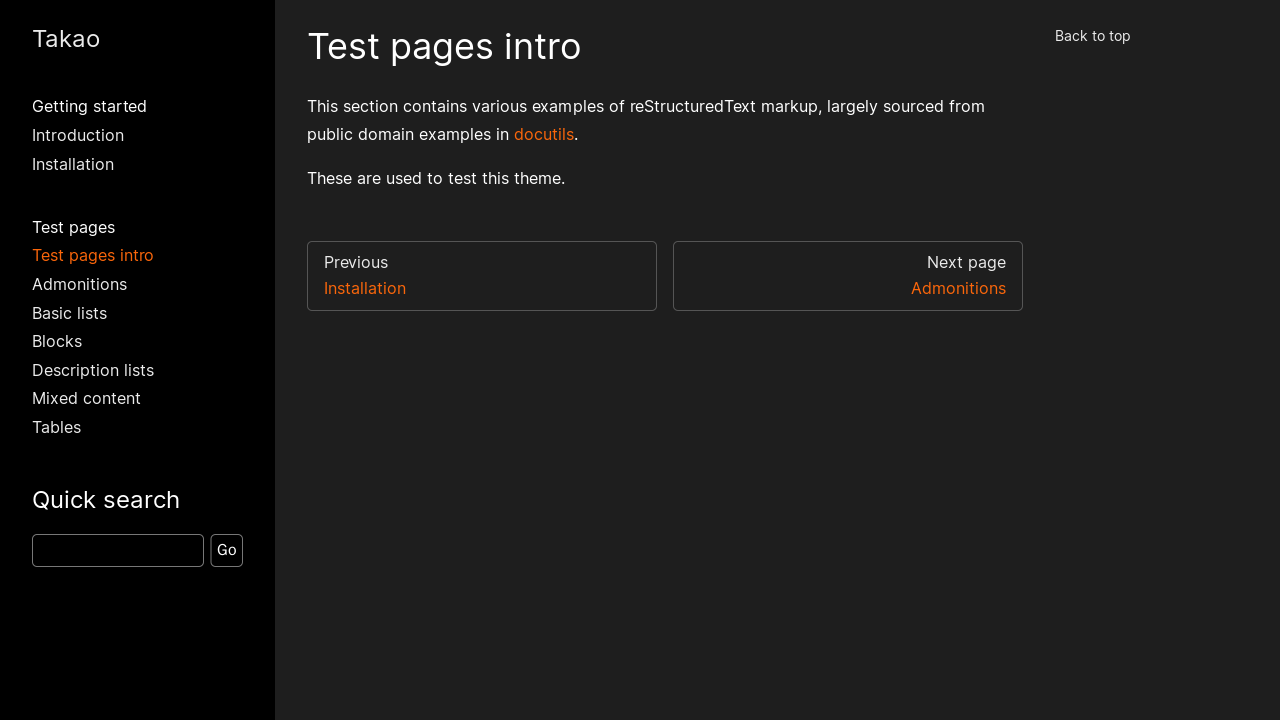 Takao
Getting started
Introduction
Installation
Test pages
Test pages intro
Admonitions
Basic lists
Blocks
Description lists
Mixed content
Tables
Quick search
Go
Test pages intro
This section contains various examples of reStructuredText markup, largely sourced from
public domain examples in docutils.
These are used to test this theme.
Previous
Installation
Next page
Admonitions
Back to top